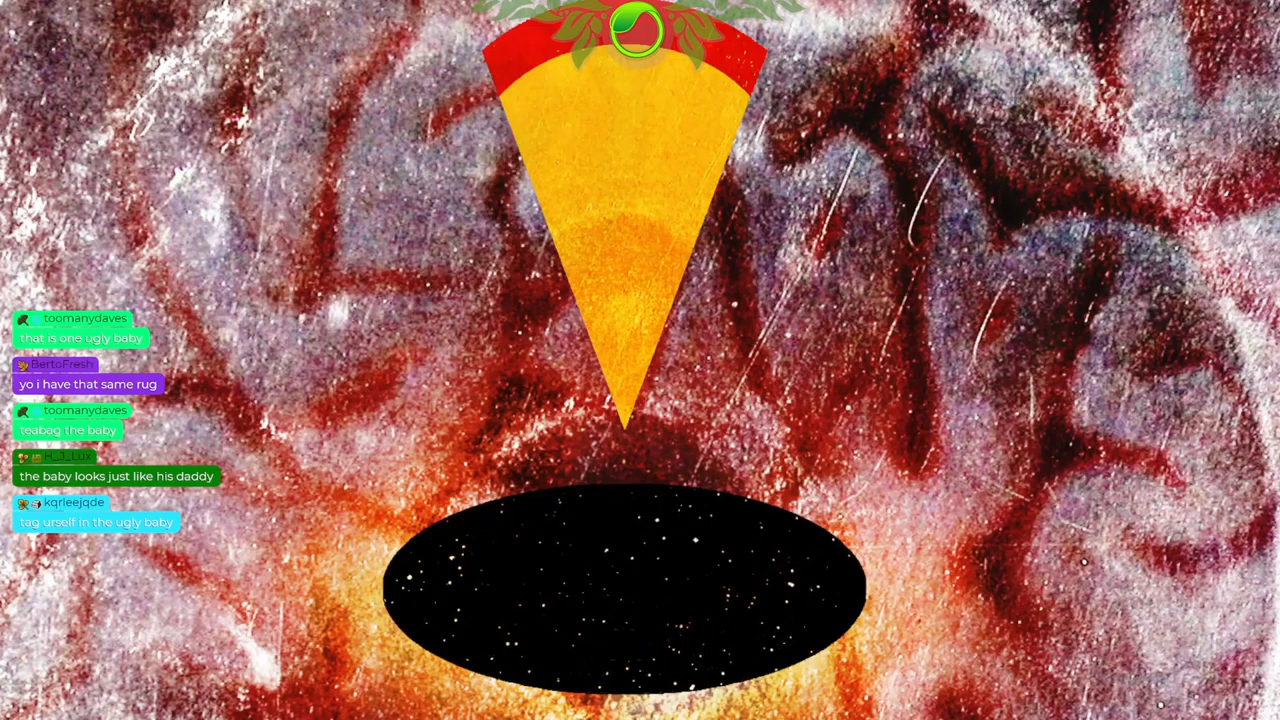 toomanydaves
that is one ugly baby
BertoFresh
yo i have that same rug
toomanydaves
teabag the baby
H_J_Lux
the baby looks just like his daddy
kqrleejqde
tag urself in the ugly baby